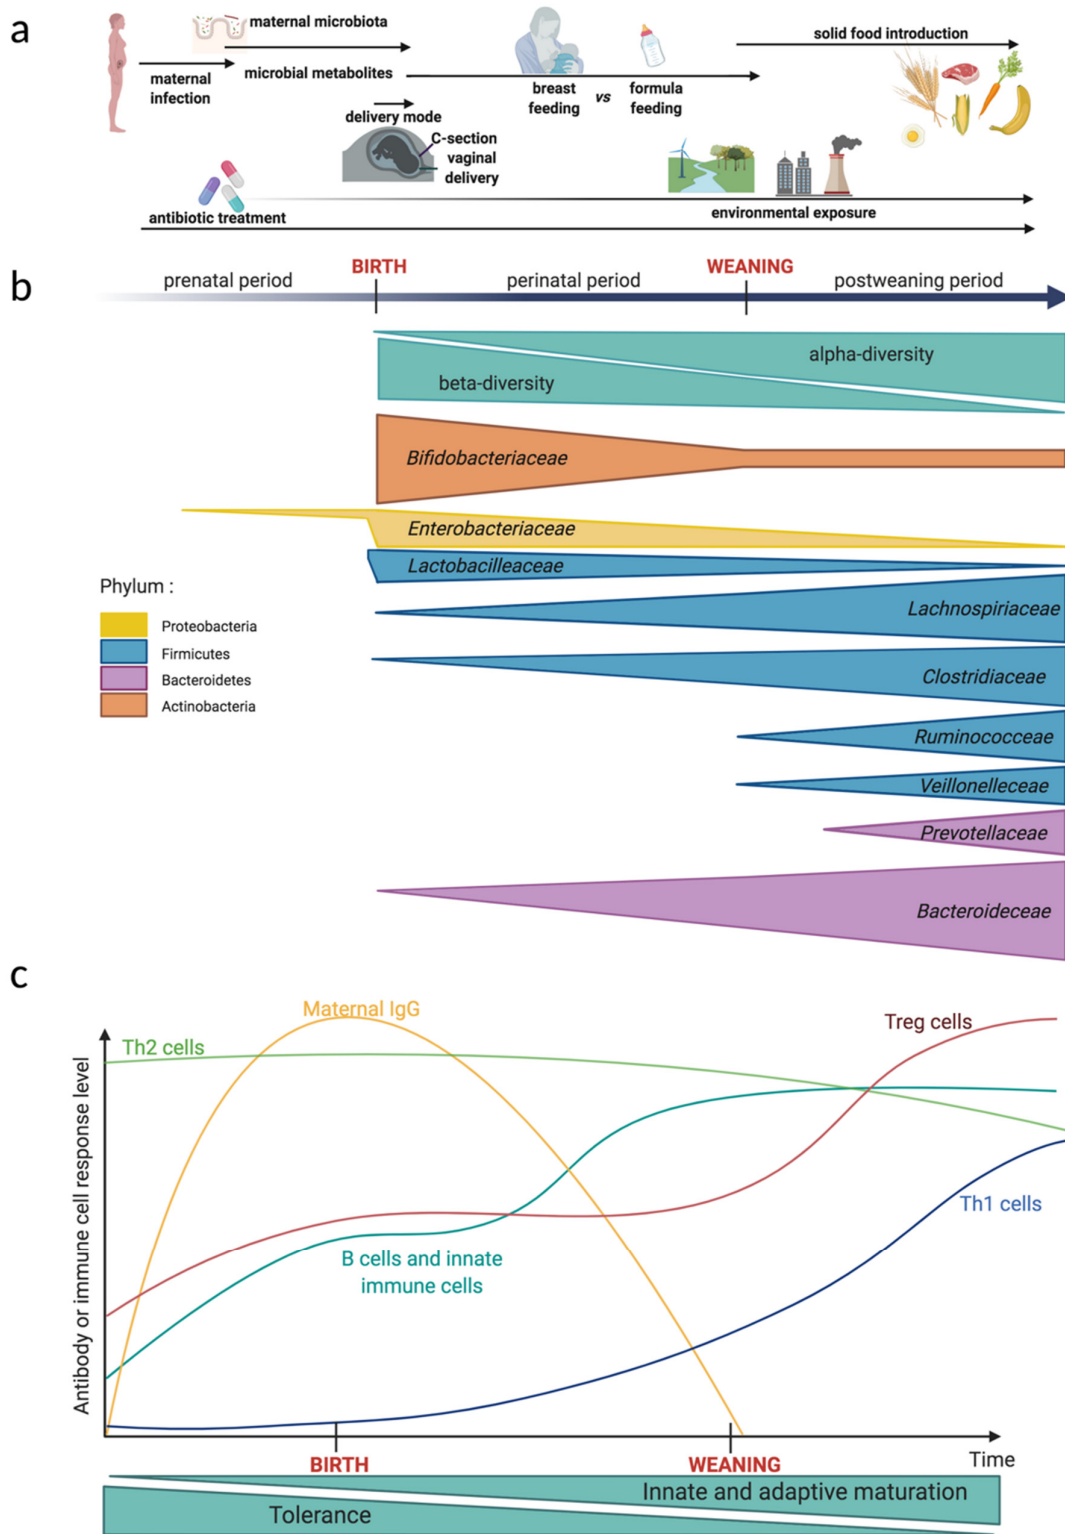 a
maternal microbiota
solid food introduction
microbial metabolites
maternal
infection
breast
feeding
vs
formula
feeding
delivery mode
C-section
vaginal
delivery
antibiotic treatment
environmental exposure
b
prenatal period
BIRTH
perinatal period
WEANING
postweaning period
alpha-diversity
beta-diversity
Bifidobacteriaceae
Enterobacteriaceae
Lactobacilleaceae
Lachnospiriaceae
Clostridiaceae
Ruminococceae
Veillonelleceae
Prevotellaceae
Bacteroideceae
Phylum :
Proteobacteria
Firmicutes
Bacteroidetes
Actinobacteria
c
Antibody or immune cell response level
Maternal IgG
Th2 cells
Treg cells
Th1 cells
B cells and innate
immune cells
BIRTH
WEANING
Time
Innate and adaptive maturation
Tolerance